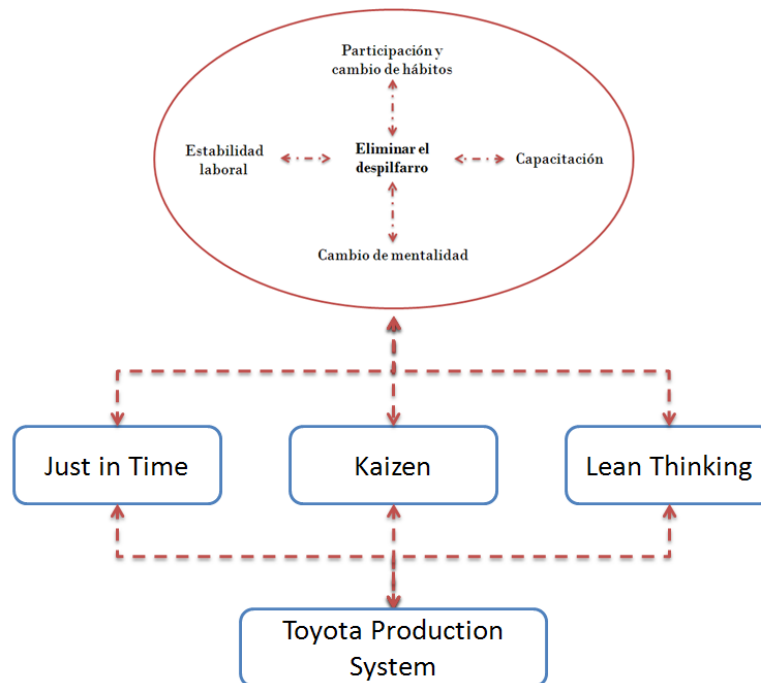 Participación y
cambio de hábitos
Estabilidad
laboral
Eliminar el
despilfarro
Capacitación
Cambio de mentalidad
Just in Time
Kaizen
Lean Thinking
Toyota Production
System